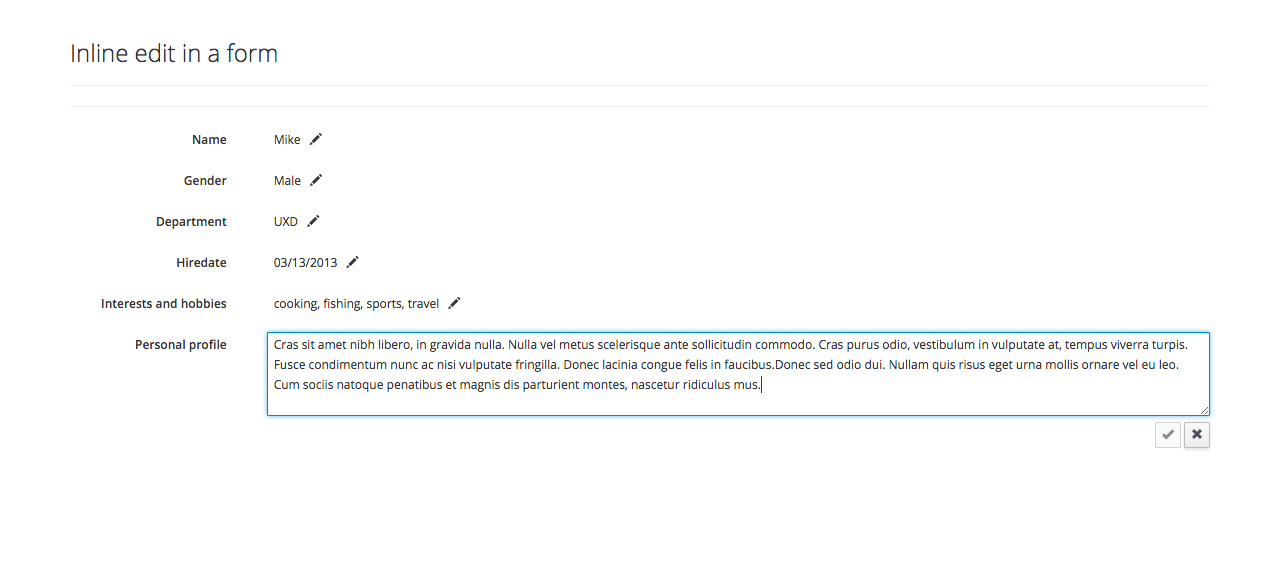 Inline edit in a form
Name Mike
Gender Male
Department UXD
Hiredate 03/13/2013
Interests and hobbies cooking, fishing, sports, travel
Personal profile Cras sit amet nibh libero, in gravida nulla. Nulla vel metus scelerisque ante sollicitudin commodo. Cras purus odio, vestibulum in vulputate at, tempus viverra turpis.
Fusce condimentum nunc ac nisi vulputate fringilla. Donec lacinia congue felis in faucibus.Donec sed odio dui. Nullam quis risus eget urna mollis ornare vel eu leo.
Cum sociis natoque penatibus et magnis dis parturient montes, nascetur ridiculus mus.